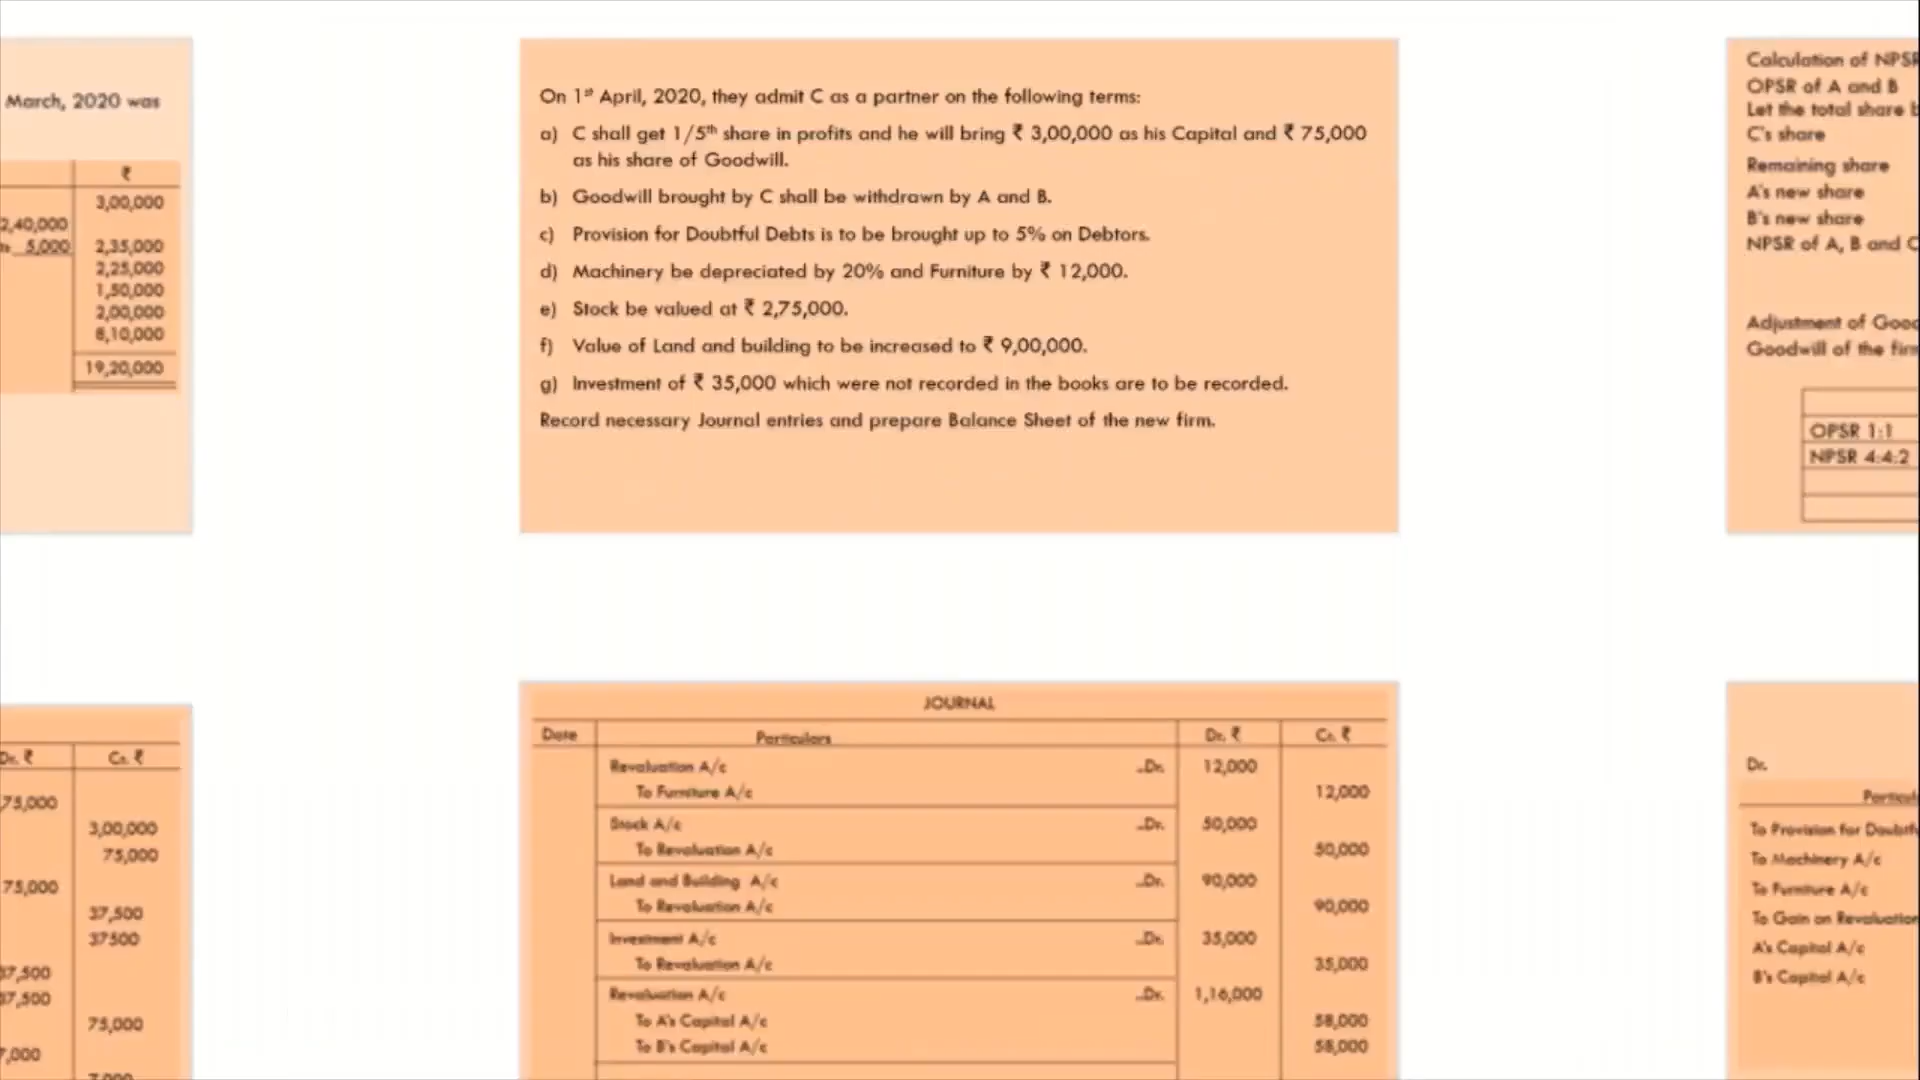 March, 2020 was
₹
3,00,000
2,40,000
5,000 2,35,000
2,25,000
1,50,000
2,00,000
8,10,000
19,20,000
On 1st April, 2020, they admit C as a partner on the following terms:
a) C shall get 1/5th share in profits and he will bring ₹ 3,00,000 as his Capital and ₹ 75,000
as his share of Goodwill.
b) Goodwill brought by C shall be withdrawn by A and B.
c) Provision for Doubtful Debts is to be brought up to 5% on Debtors.
d) Machinery be depreciated by 20% and Furniture by ₹ 12,000.
e) Stock be valued at ₹ 2,75,000.
f) Value of Land and building to be increased to ₹ 9,00,000.
g) Investment of ₹ 35,000 which were not recorded in the books are to be recorded.
Record necessary Journal entries and prepare Balance Sheet of the new firm.
Calculation of NPSR
OPSR of A and B
Let the total share
C's share
Remaining share
A's new share
B's new share
NPSR of A, B and C
Adjustment of
Goodwill of the
OPSR 1:1
NPSR 4:4:2
Dr. ₹ Cr. ₹
75,000
3,00,000
75,000
75,000
37,500
37500
37,500
37,500
75,000
7,000
7,000
JOURNAL
Date Particulars Dr. ₹ Cr. ₹
Revaluation A/c ...Dr. 12,000
To Furniture A/c 12,000
Stock A/c ...Dr. 50,000
To Revaluation A/c 50,000
Land and Building A/c ...Dr. 90,000
To Revaluation A/c 90,000
Investment A/c ...Dr. 35,000
To Revaluation A/c 35,000
Revaluation A/c ...Dr. 1,16,000
To A's Capital A/c 58,000
To B's Capital A/c 58,000
Dr.
To Provision for
To Machinery A/c
To Furniture A/c
To Gain on Revaluation
A's Capital A/c
B's Capital A/c